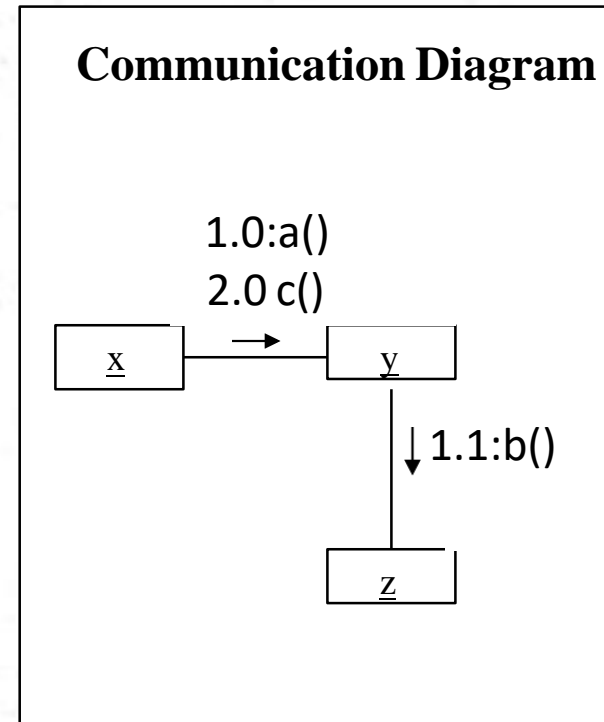 Communication Diagram
1.0:a()
2.0 c()
x
y
1.1:b()
z